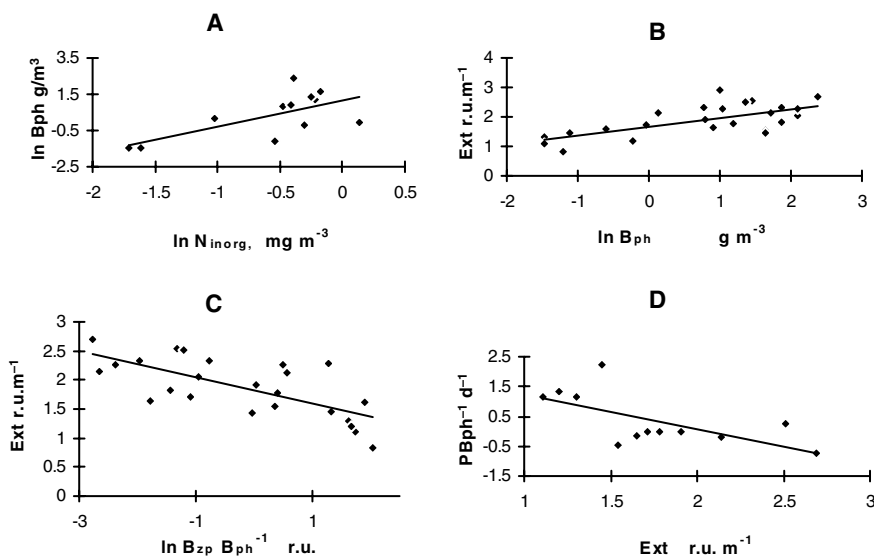 A
ln Bph g/m³
3.5
1.5
-0.5
-2.5
-2 -1.5 -1 -0.5 0 0.5
ln Ninorg, mg m⁻³
B
Ext r.u.m⁻¹
4
3
2
1
0
-2 -1 0 1 2 3
ln Bph g m⁻³
C
Ext r.u.m⁻¹
3
2.5
2
1.5
1
0.5
0
-3 -1 1
ln Bzp Bph⁻¹ r.u.
D
PBph⁻¹ d⁻¹
2.5
1.5
0.5
-0.5
-1.5
1 1.5 2 2.5 3
Ext r.u. m⁻¹